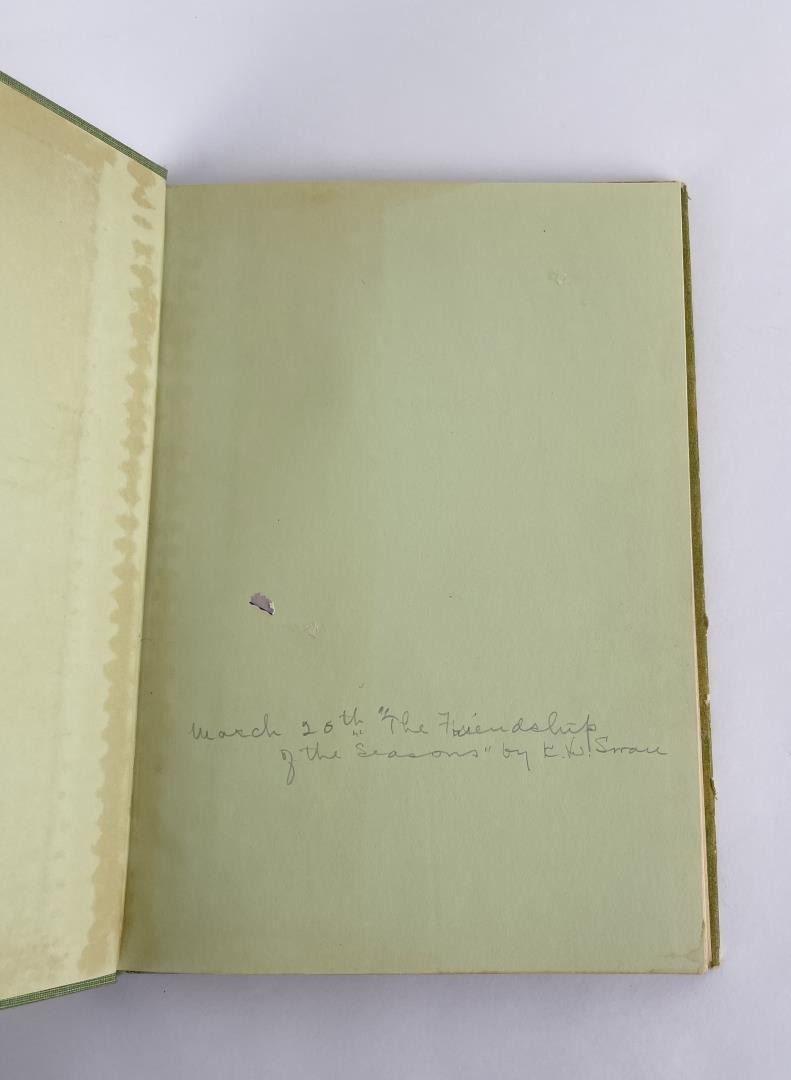 March 20th "The Friendship
of the Seasons" by K.W. Swan